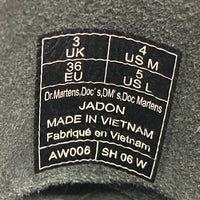 3 UK 4 US M
36 EU 5 US L
Dr.Martens,Doc's,DM's,Doc Martens
JADON
MADE IN VIETNAM
Fabriqué en Vietnam
AW006 SH 06 W